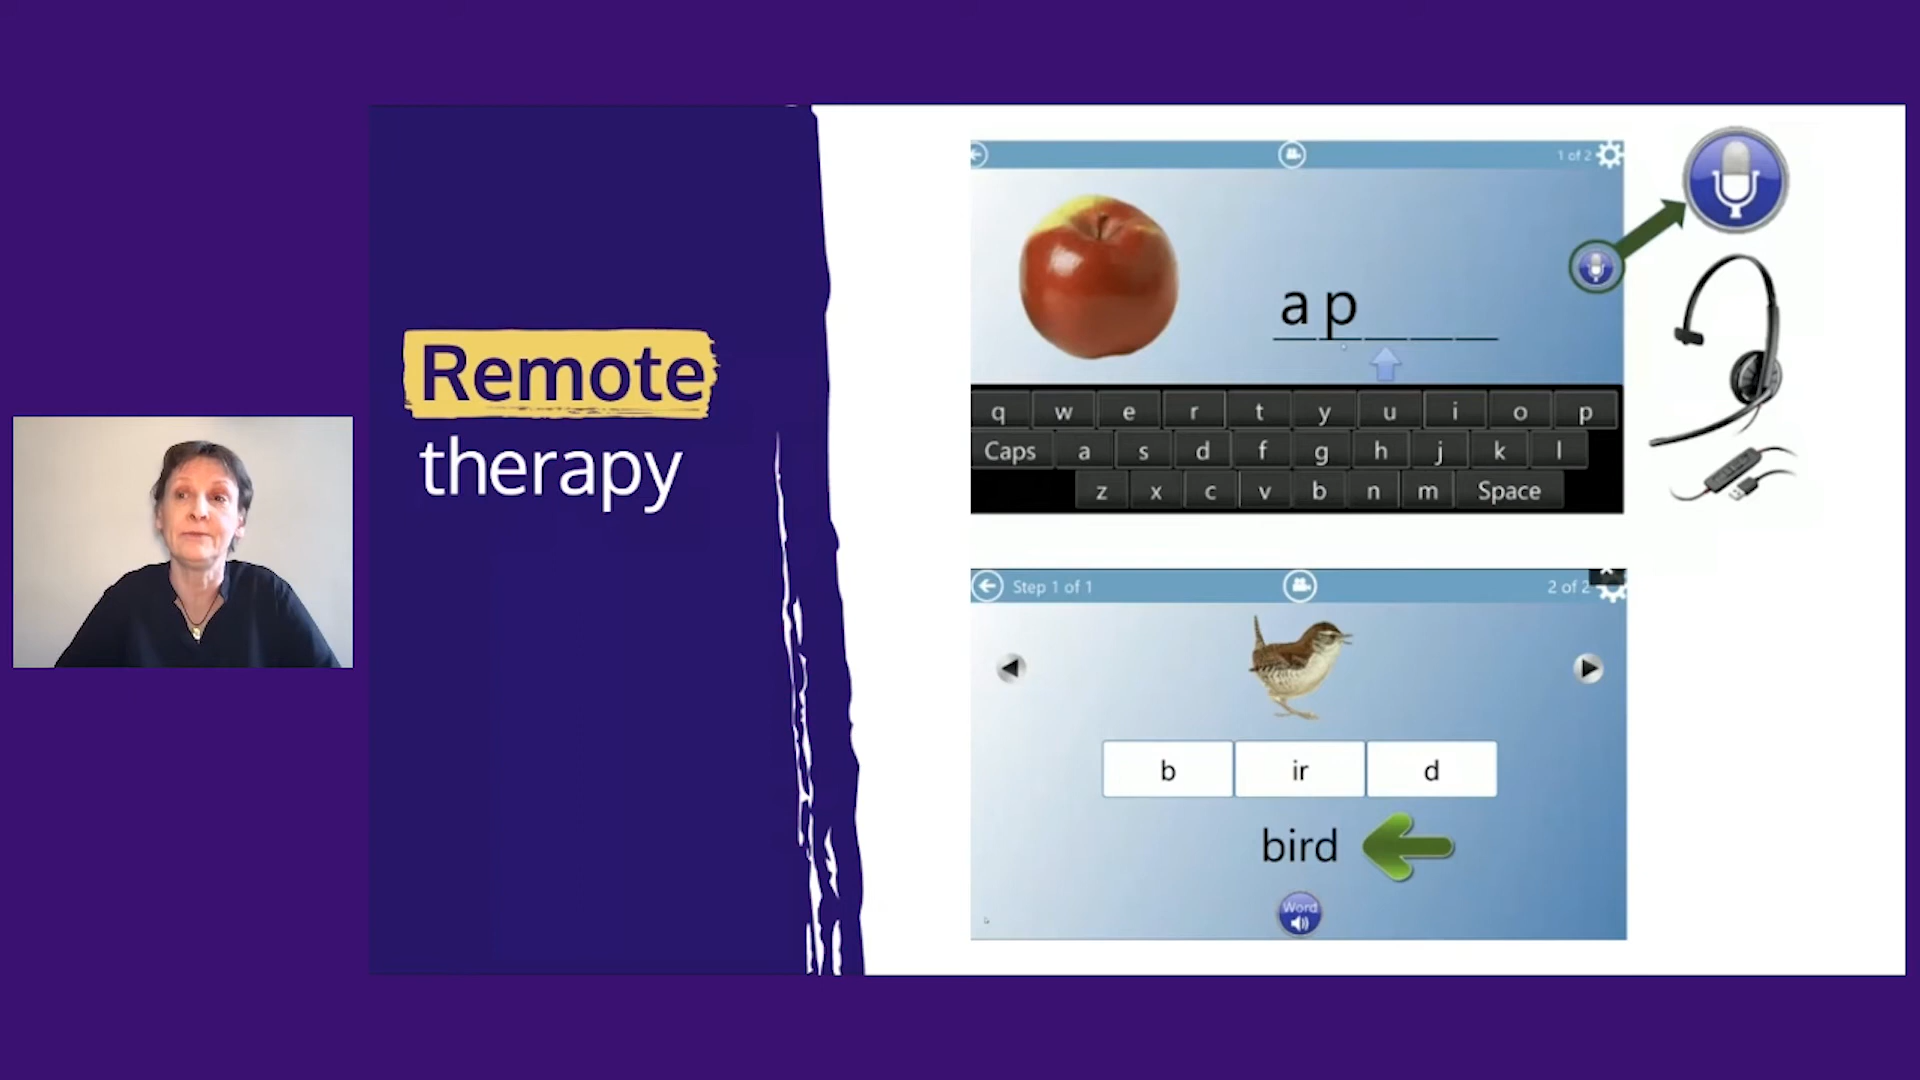 Remote
therapy
1 of 2
a p
q w e r t y u i o p
Caps a s d f g h j k l
z x c v b n m Space
Step 1 of 1
2 of 2
b ir d
bird
Word